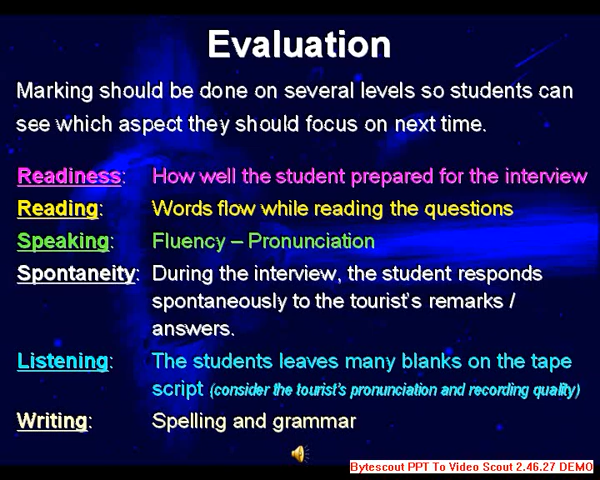 Evaluation
Marking should be done on several levels so students can
see which aspect they should focus on next time.
Readiness: How well the student prepared for the interview
Reading: Words flow while reading the questions
Speaking: Fluency – Pronunciation
Spontaneity: During the interview, the student responds
spontaneously to the tourist's remarks /
answers.
Listening: The students leaves many blanks on the tape
script (consider the tourist's pronunciation and recording quality)
Writing: Spelling and grammar
Bytescout PPT To Video Scout 2.46.27 DEMO